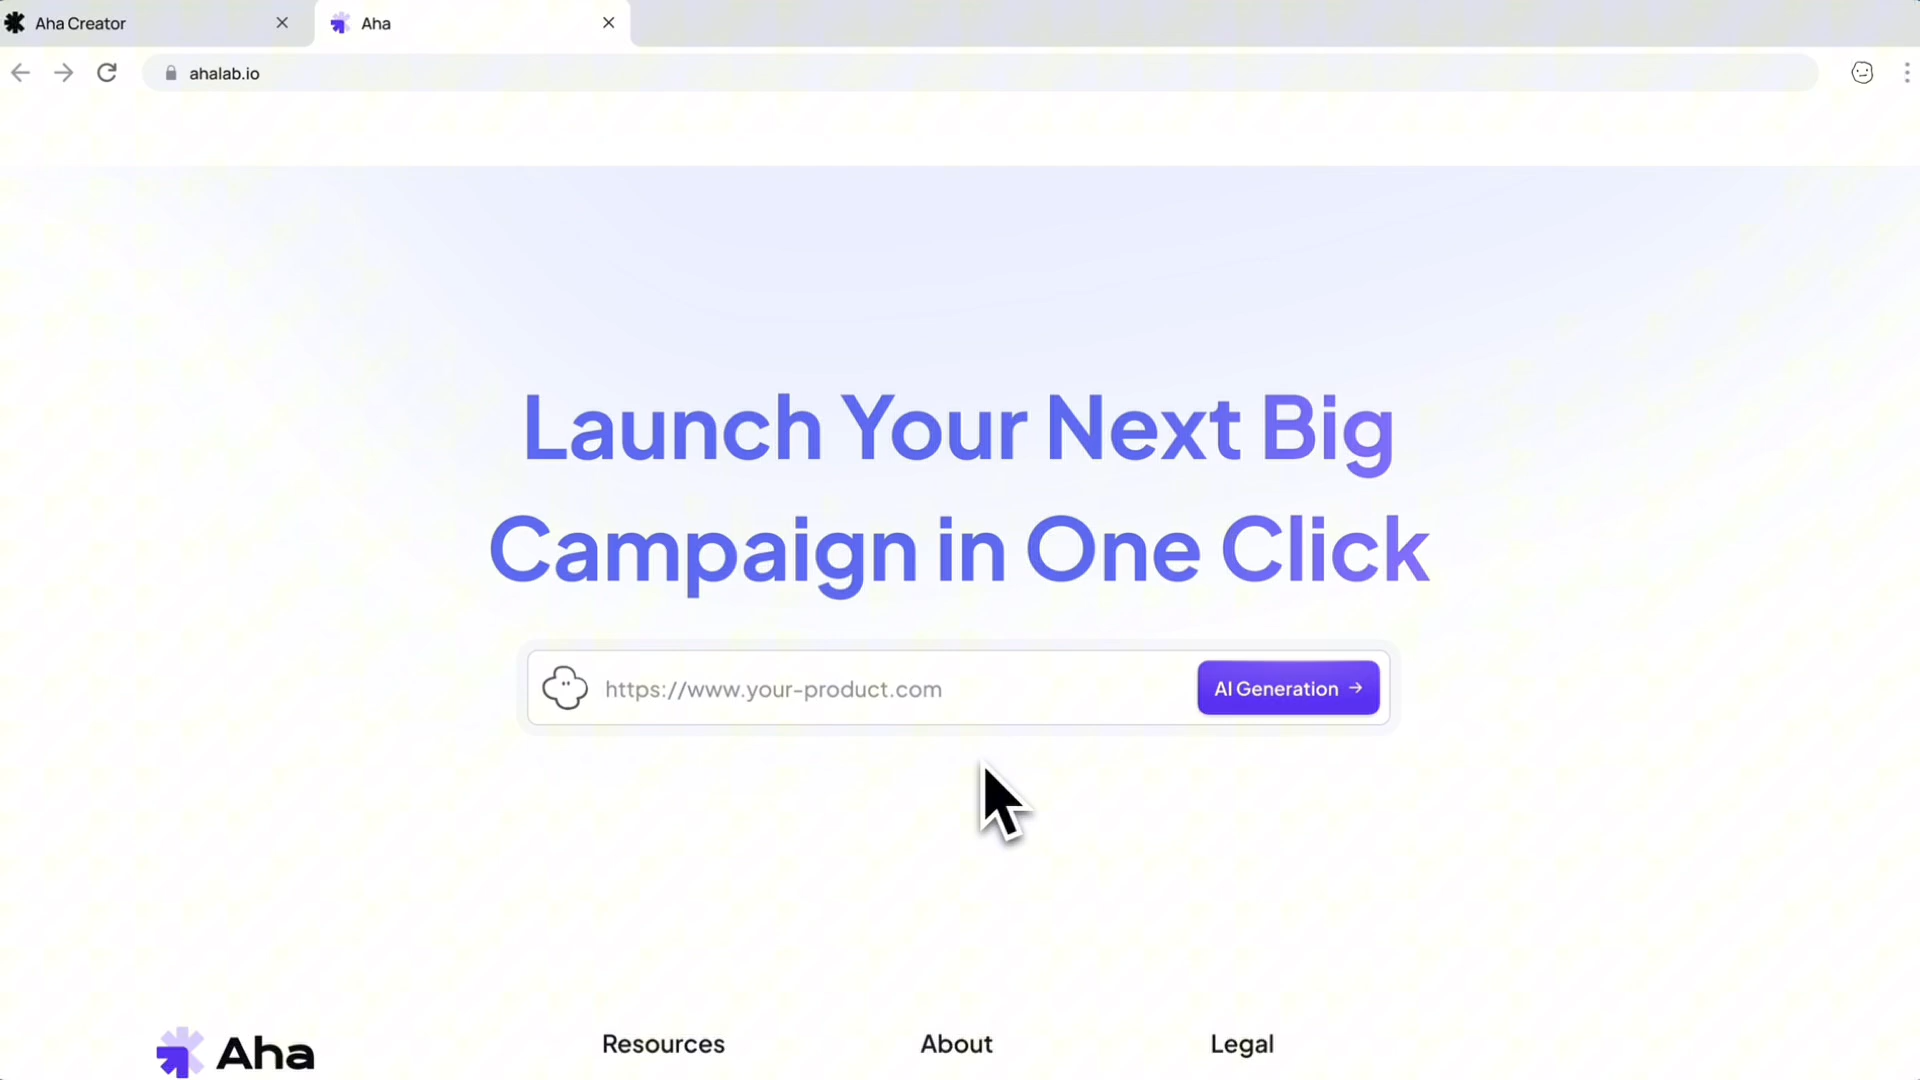 Aha Creator
Aha
ahalab.io
Launch Your Next Big
Campaign in One Click
https://www.your-product.com
AI Generation →
Aha
Resources
About
Legal